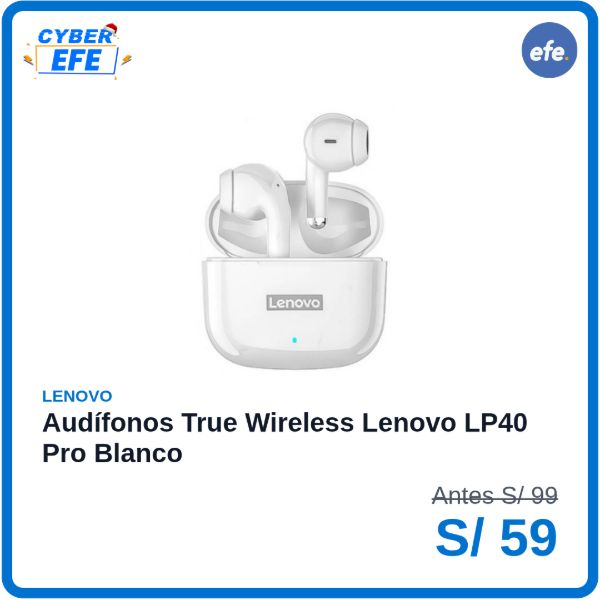 CYBER
EFE
efe.
Lenovo
LENOVO
Audífonos True Wireless Lenovo LP40
Pro Blanco
Antes S/ 99
S/ 59